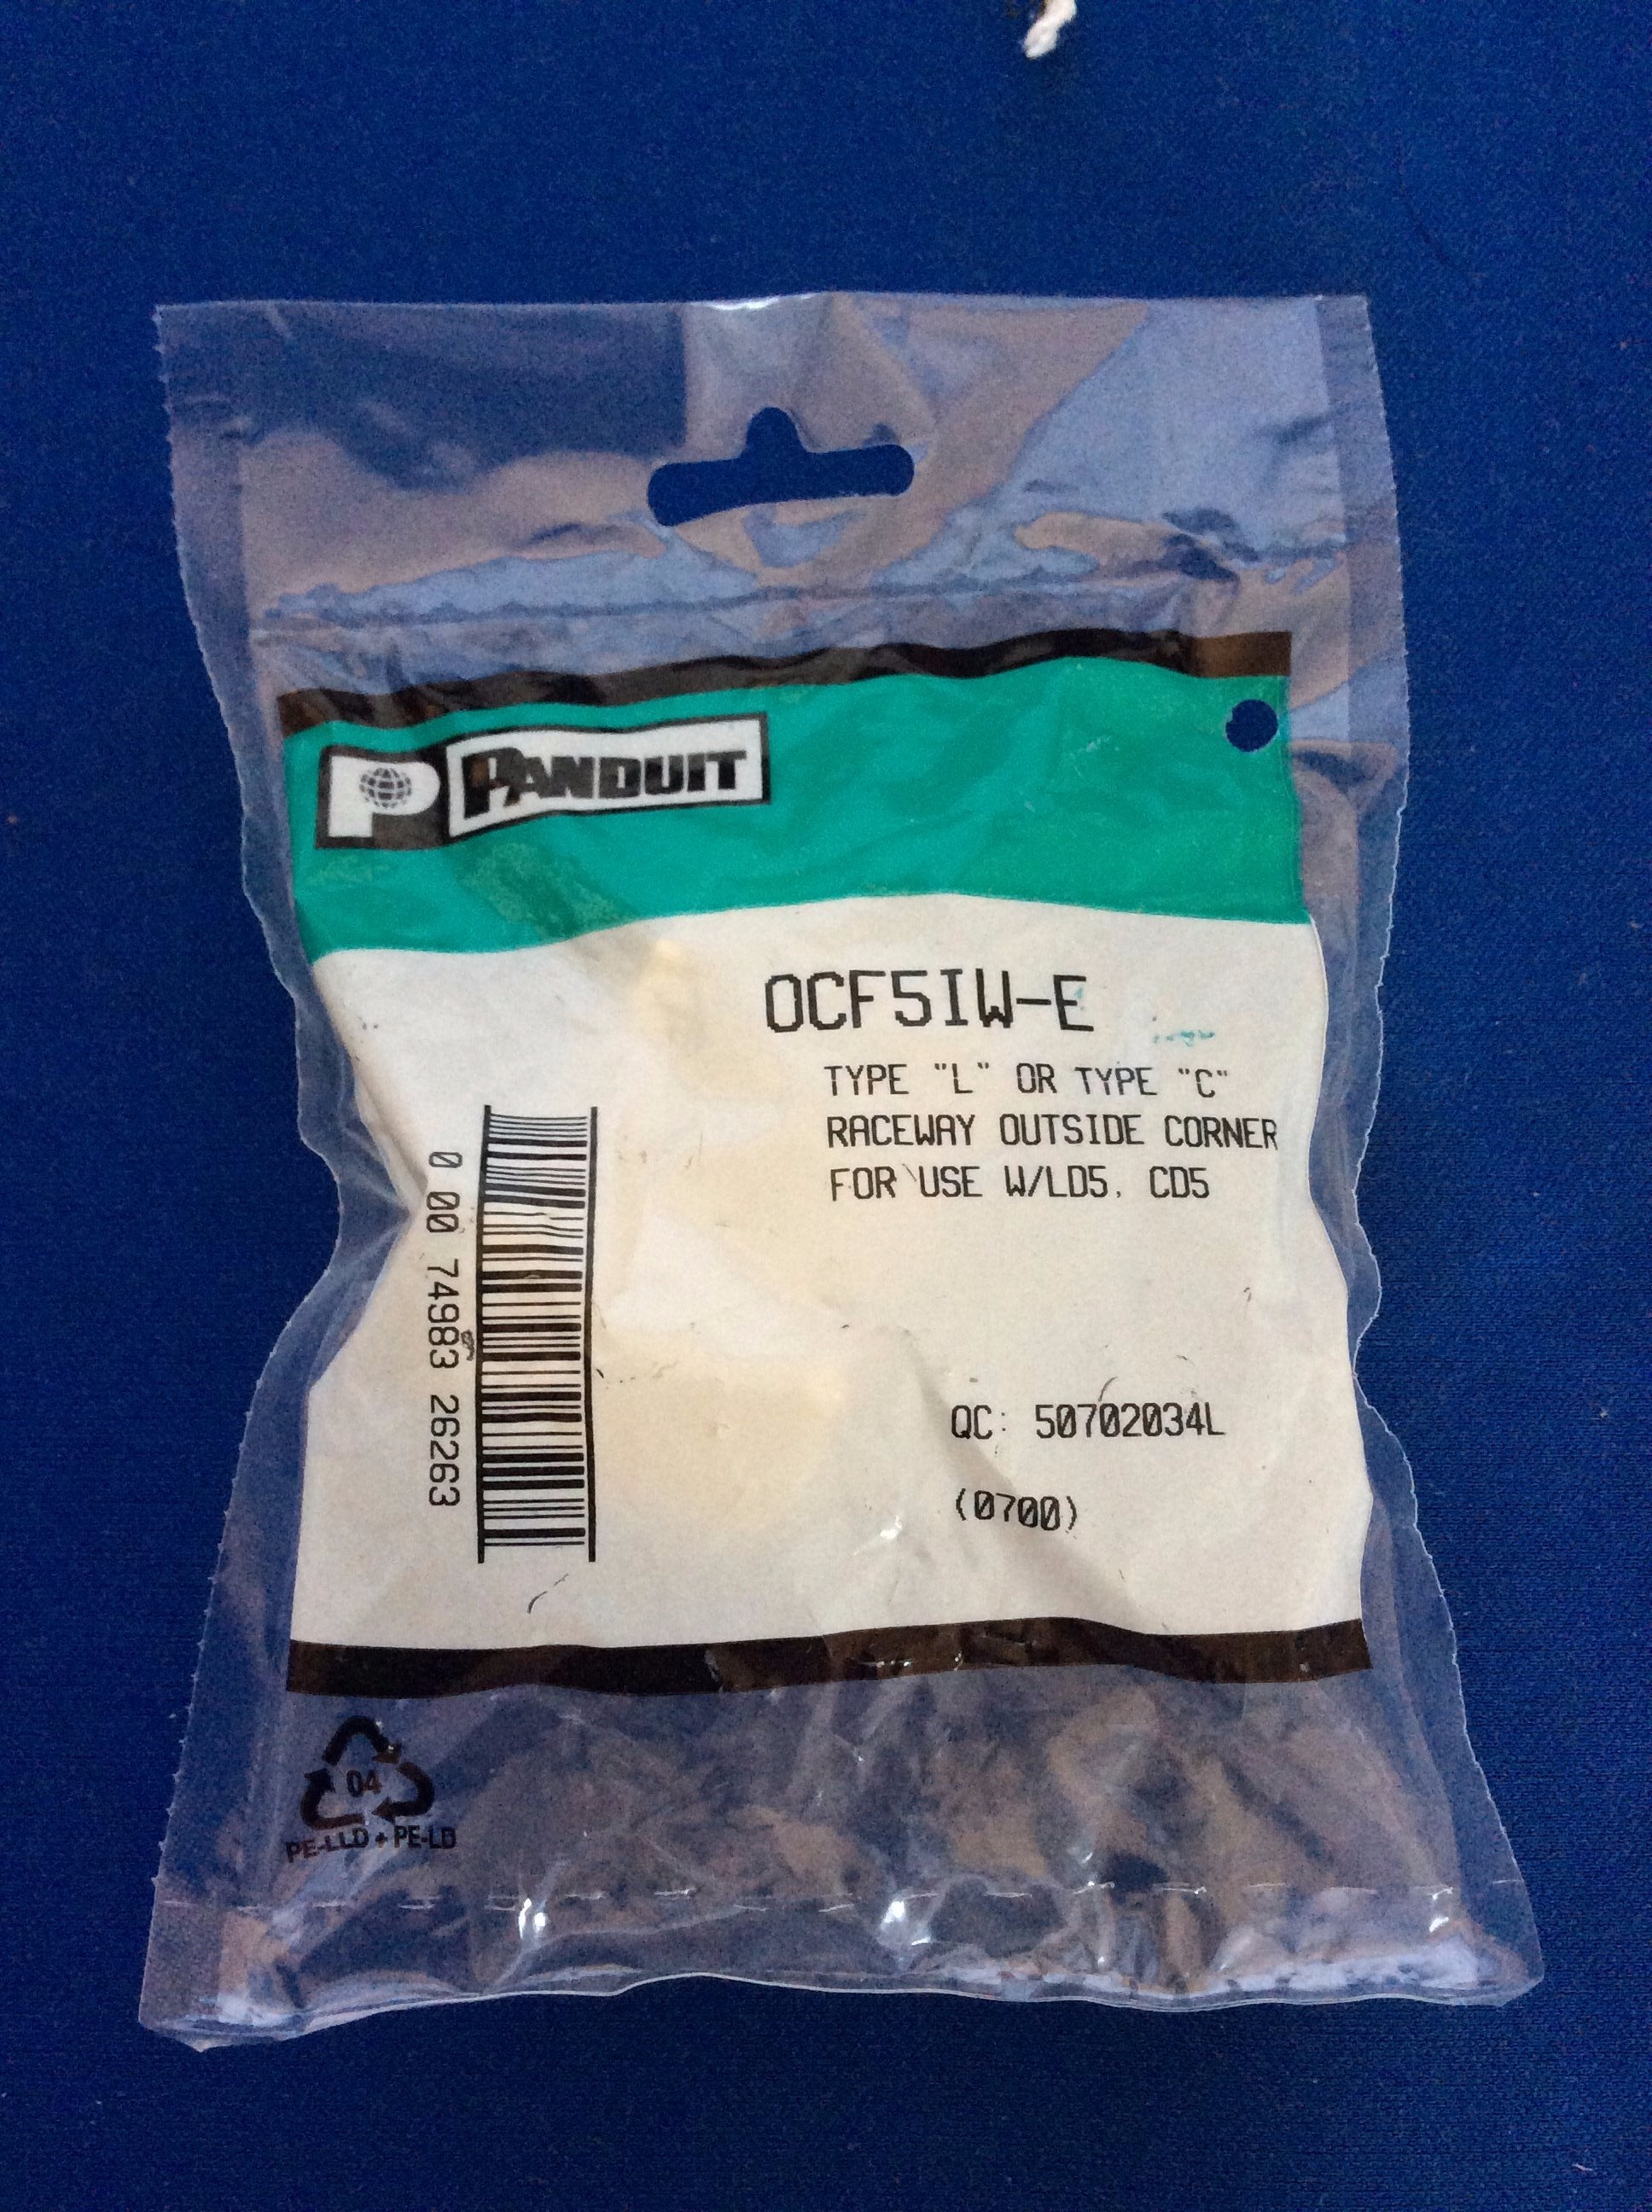 P PANDUIT
OCF5IW-E
TYPE "L" OR TYPE "C"
RACEWAY OUTSIDE CORNER
FOR USE W/LD5, CD5
0 00 74983 26263
QC: 50702034L
(0700)
04
PE-LLD + PE-LD